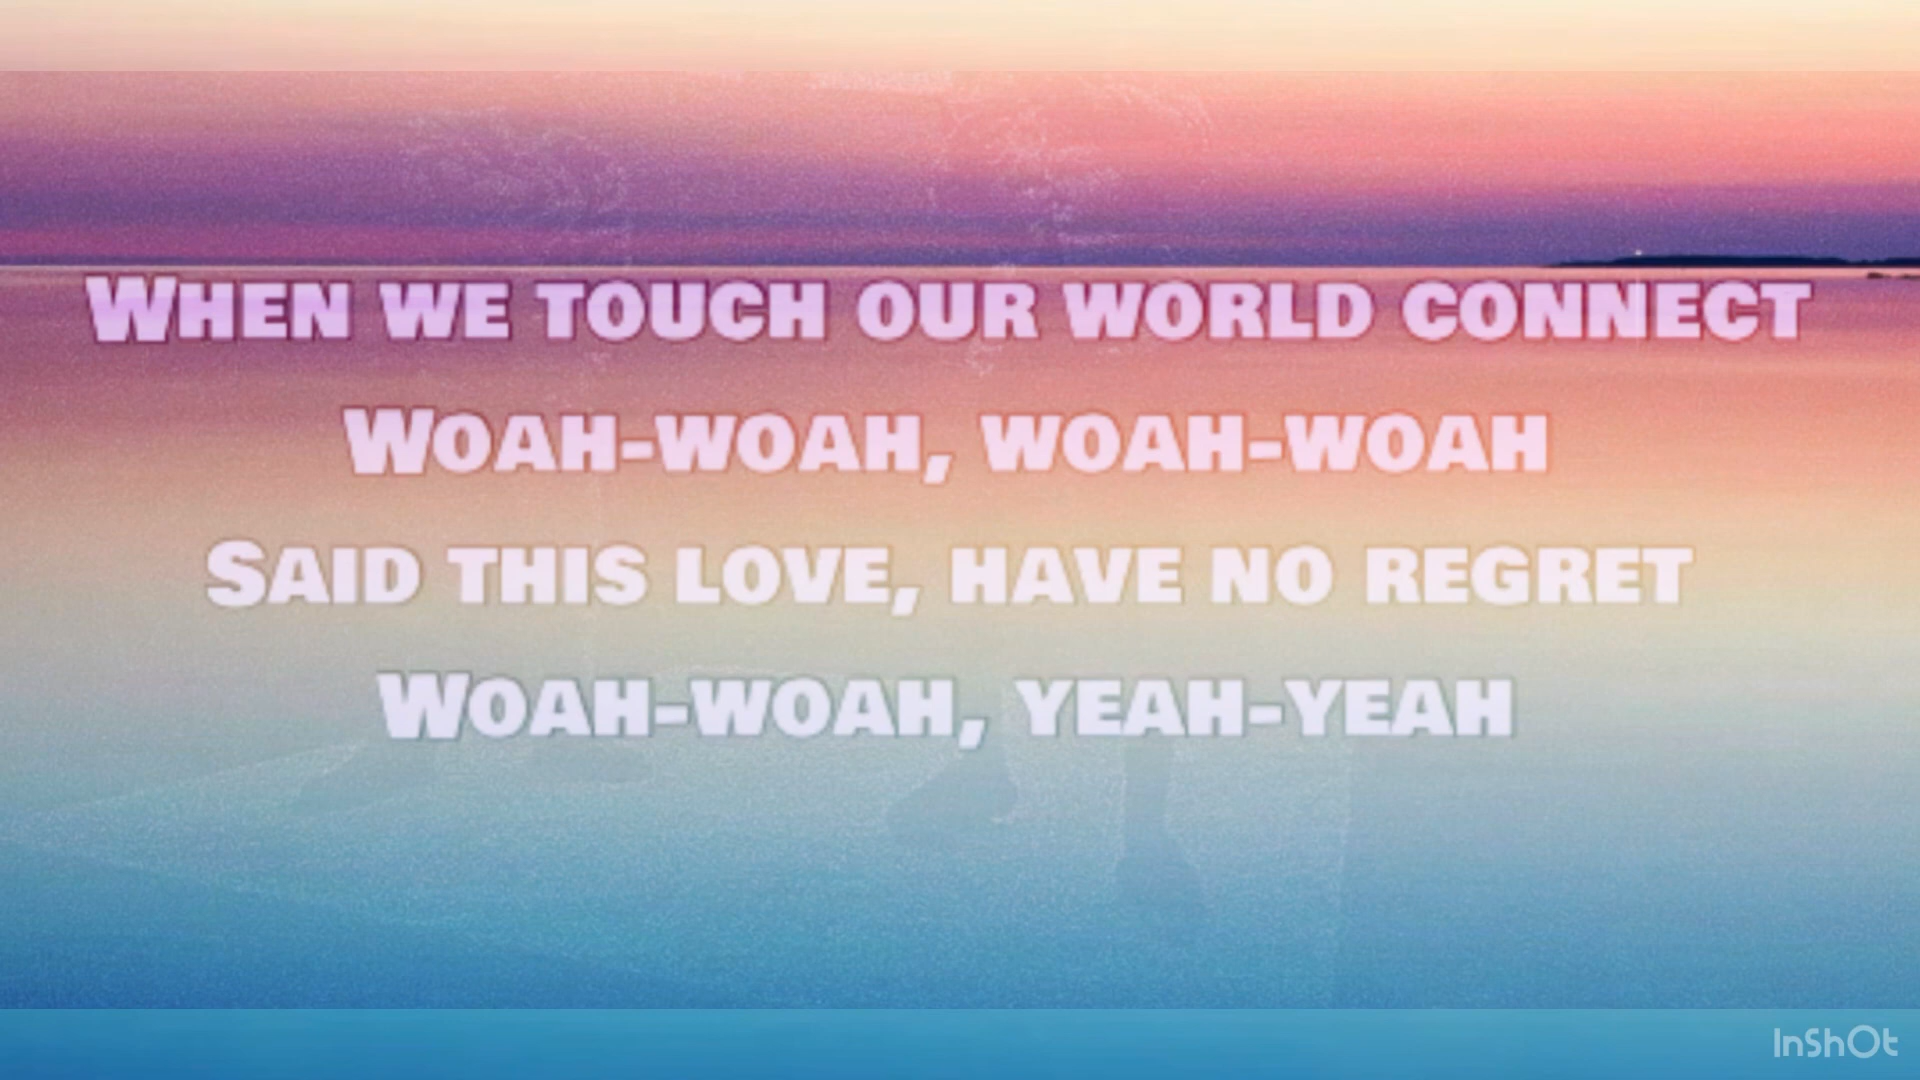 When we touch our world connect
Woah-woah, woah-woah
Said this love, have no regret
Woah-woah, yeah-yeah
InShOt